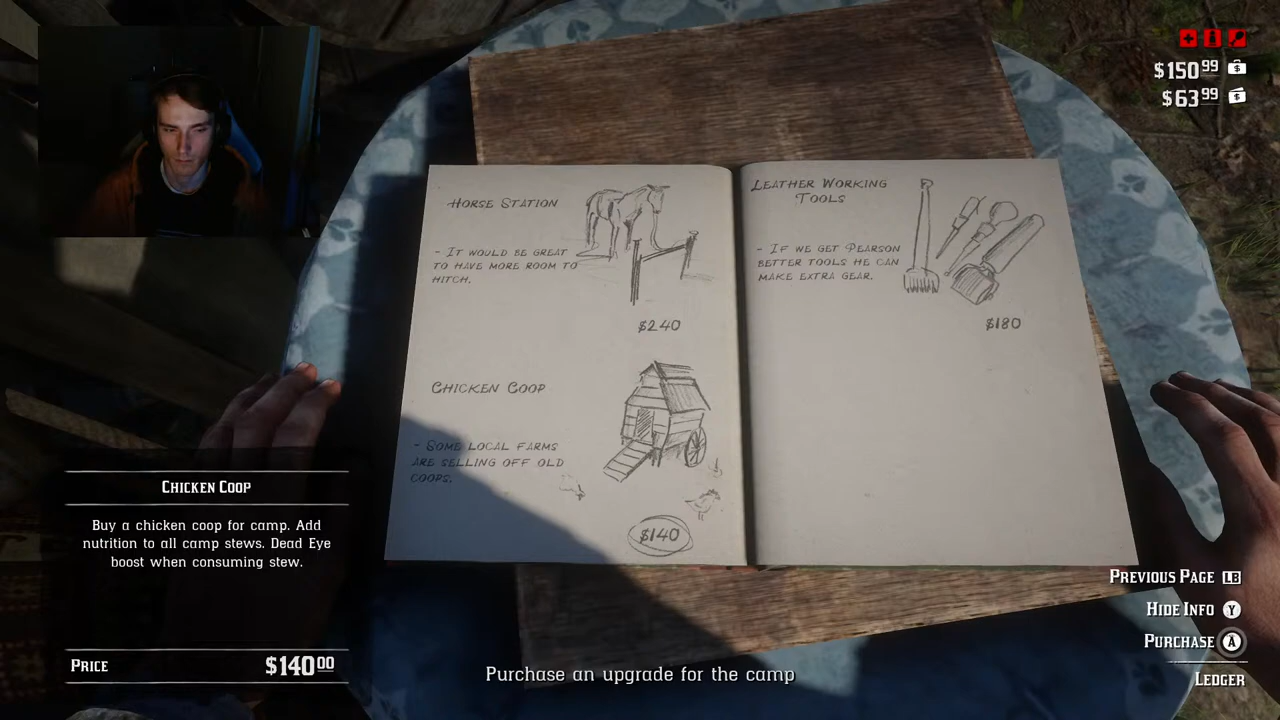 $150 99
$63 99
HORSE STATION
- IT WOULD BE GREAT
TO HAVE MORE ROOM TO
HITCH.
$240
CHICKEN COOP
- SOME LOCAL FARMS
ARE SELLING OFF OLD
COOPS.
$140
LEATHER WORKING
TOOLS
- IF WE GET PEARSON
BETTER TOOLS HE CAN
MAKE EXTRA GEAR.
$180
CHICKEN COOP
Buy a chicken coop for camp. Add
nutrition to all camp stews. Dead Eye
boost when consuming stew.
PRICE $140 00
Purchase an upgrade for the camp
PREVIOUS PAGE LB
HIDE INFO Y
PURCHASE A
LEDGER